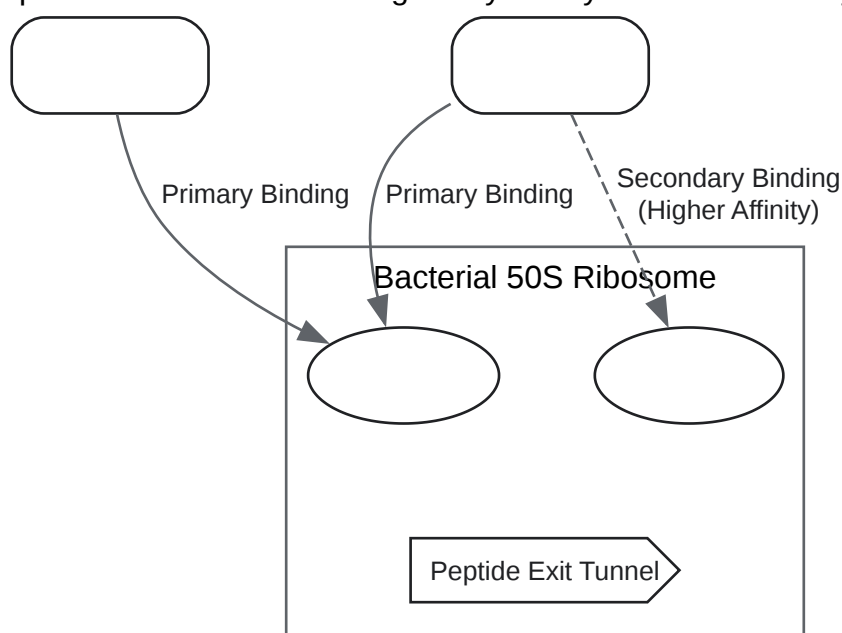 Primary Binding
Primary Binding
Secondary Binding
(Higher Affinity)
Bacterial 50S Ribosome
Peptide Exit Tunnel